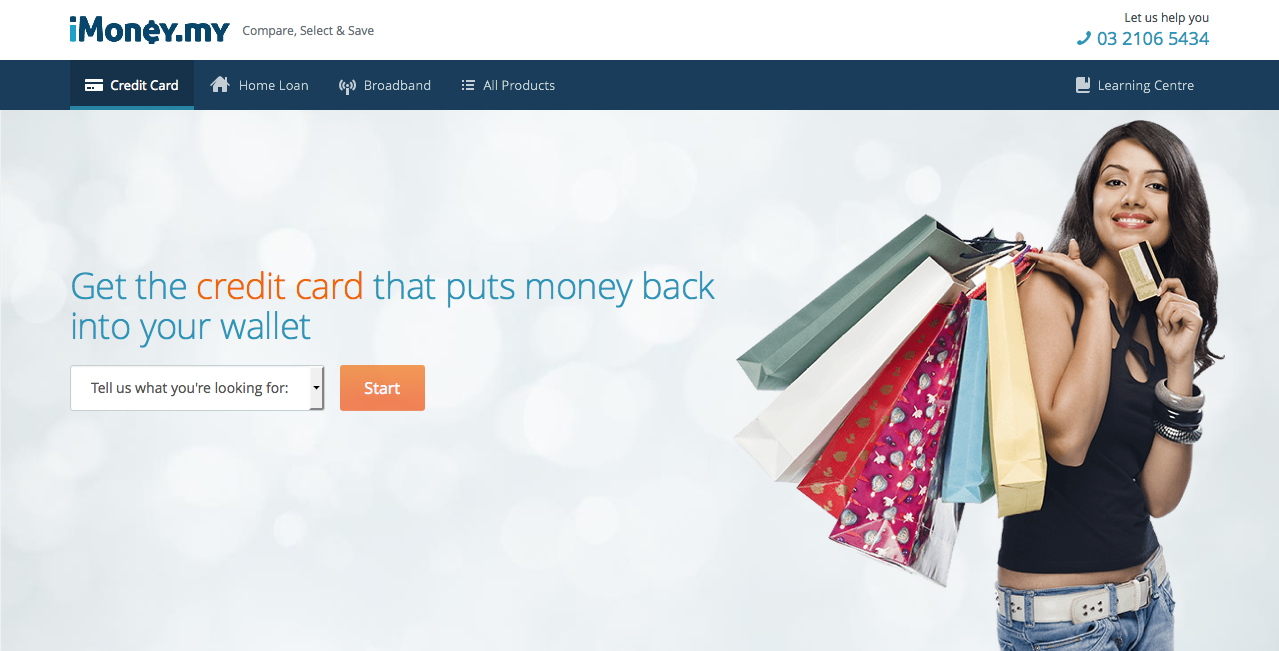 iMoney.my
Compare, Select & Save
Let us help you
03 2106 5434
Credit Card
Home Loan
Broadband
All Products
Learning Centre
Get the credit card that puts money back
into your wallet
Tell us what you're looking for:
Start